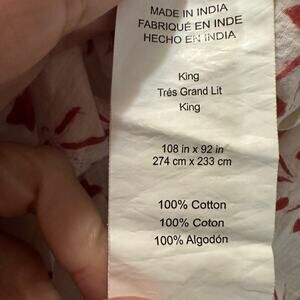 MADE IN INDIA
FABRIQUÉ EN INDE
HECHO EN INDIA
King
Trés Grand Lit
King
108 in x 92 in
274 cm x 233 cm
100% Cotton
100% Coton
100% Algodón